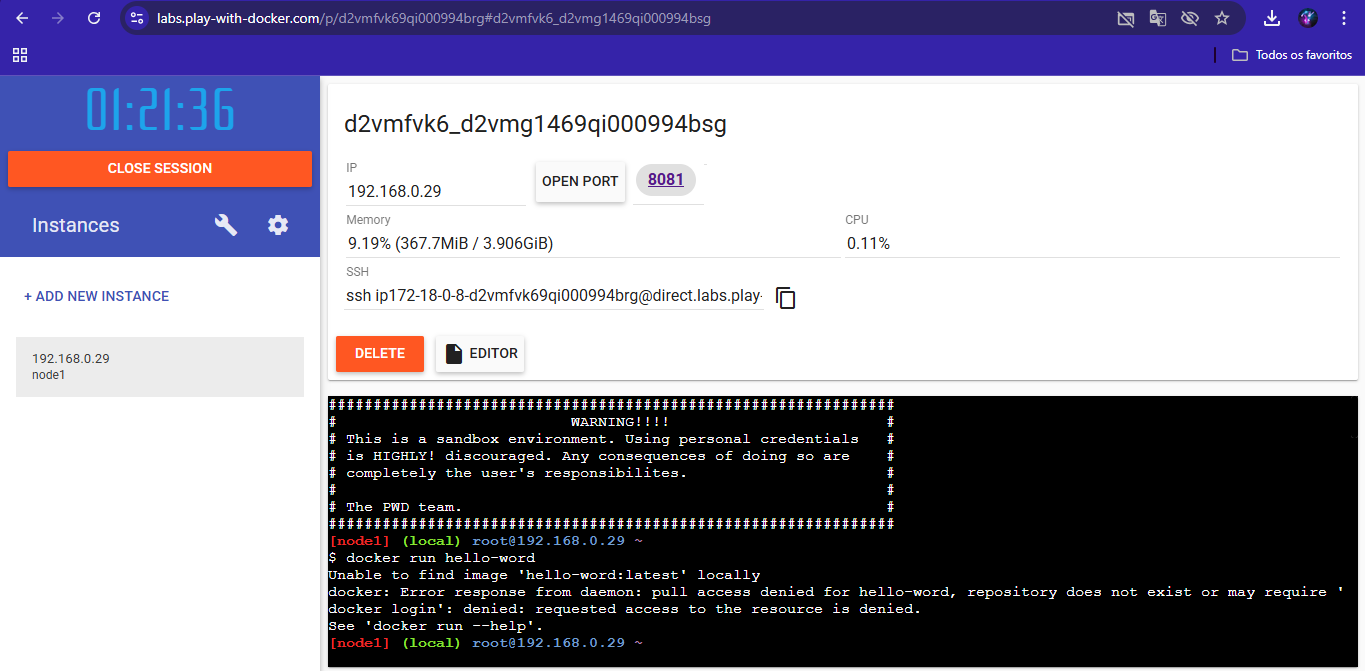 labs.play-with-docker.com/p/d2vmfvk69qi000994brg#d2vmfvk6_d2vmg1469qi000994bsg
Todos os favoritos
01:21:36
CLOSE SESSION
Instances
+ ADD NEW INSTANCE
192.168.0.29
node1
d2vmfvk6_d2vmg1469qi000994bsg
IP
192.168.0.29
OPEN PORT
8081
Memory
9.19% (367.7MiB / 3.906GiB)
CPU
0.11%
SSH
ssh ip172-18-0-8-d2vmfvk69qi000994brg@direct.labs.play-
DELETE
EDITOR
###############################################################
#                          WARNING!!!!                        #
# This is a sandbox environment. Using personal credentials   #
# is HIGHLY! discouraged. Any consequences of doing so are    #
# completely the user's responsibilites.                      #
#                                                             #
# The PWD team.                                               #
###############################################################
[node1] (local) root@192.168.0.29 ~
$ docker run hello-word
Unable to find image 'hello-word:latest' locally
docker: Error response from daemon: pull access denied for hello-word, repository does not exist or may require '
docker login': denied: requested access to the resource is denied.
See 'docker run --help'.
[node1] (local) root@192.168.0.29 ~